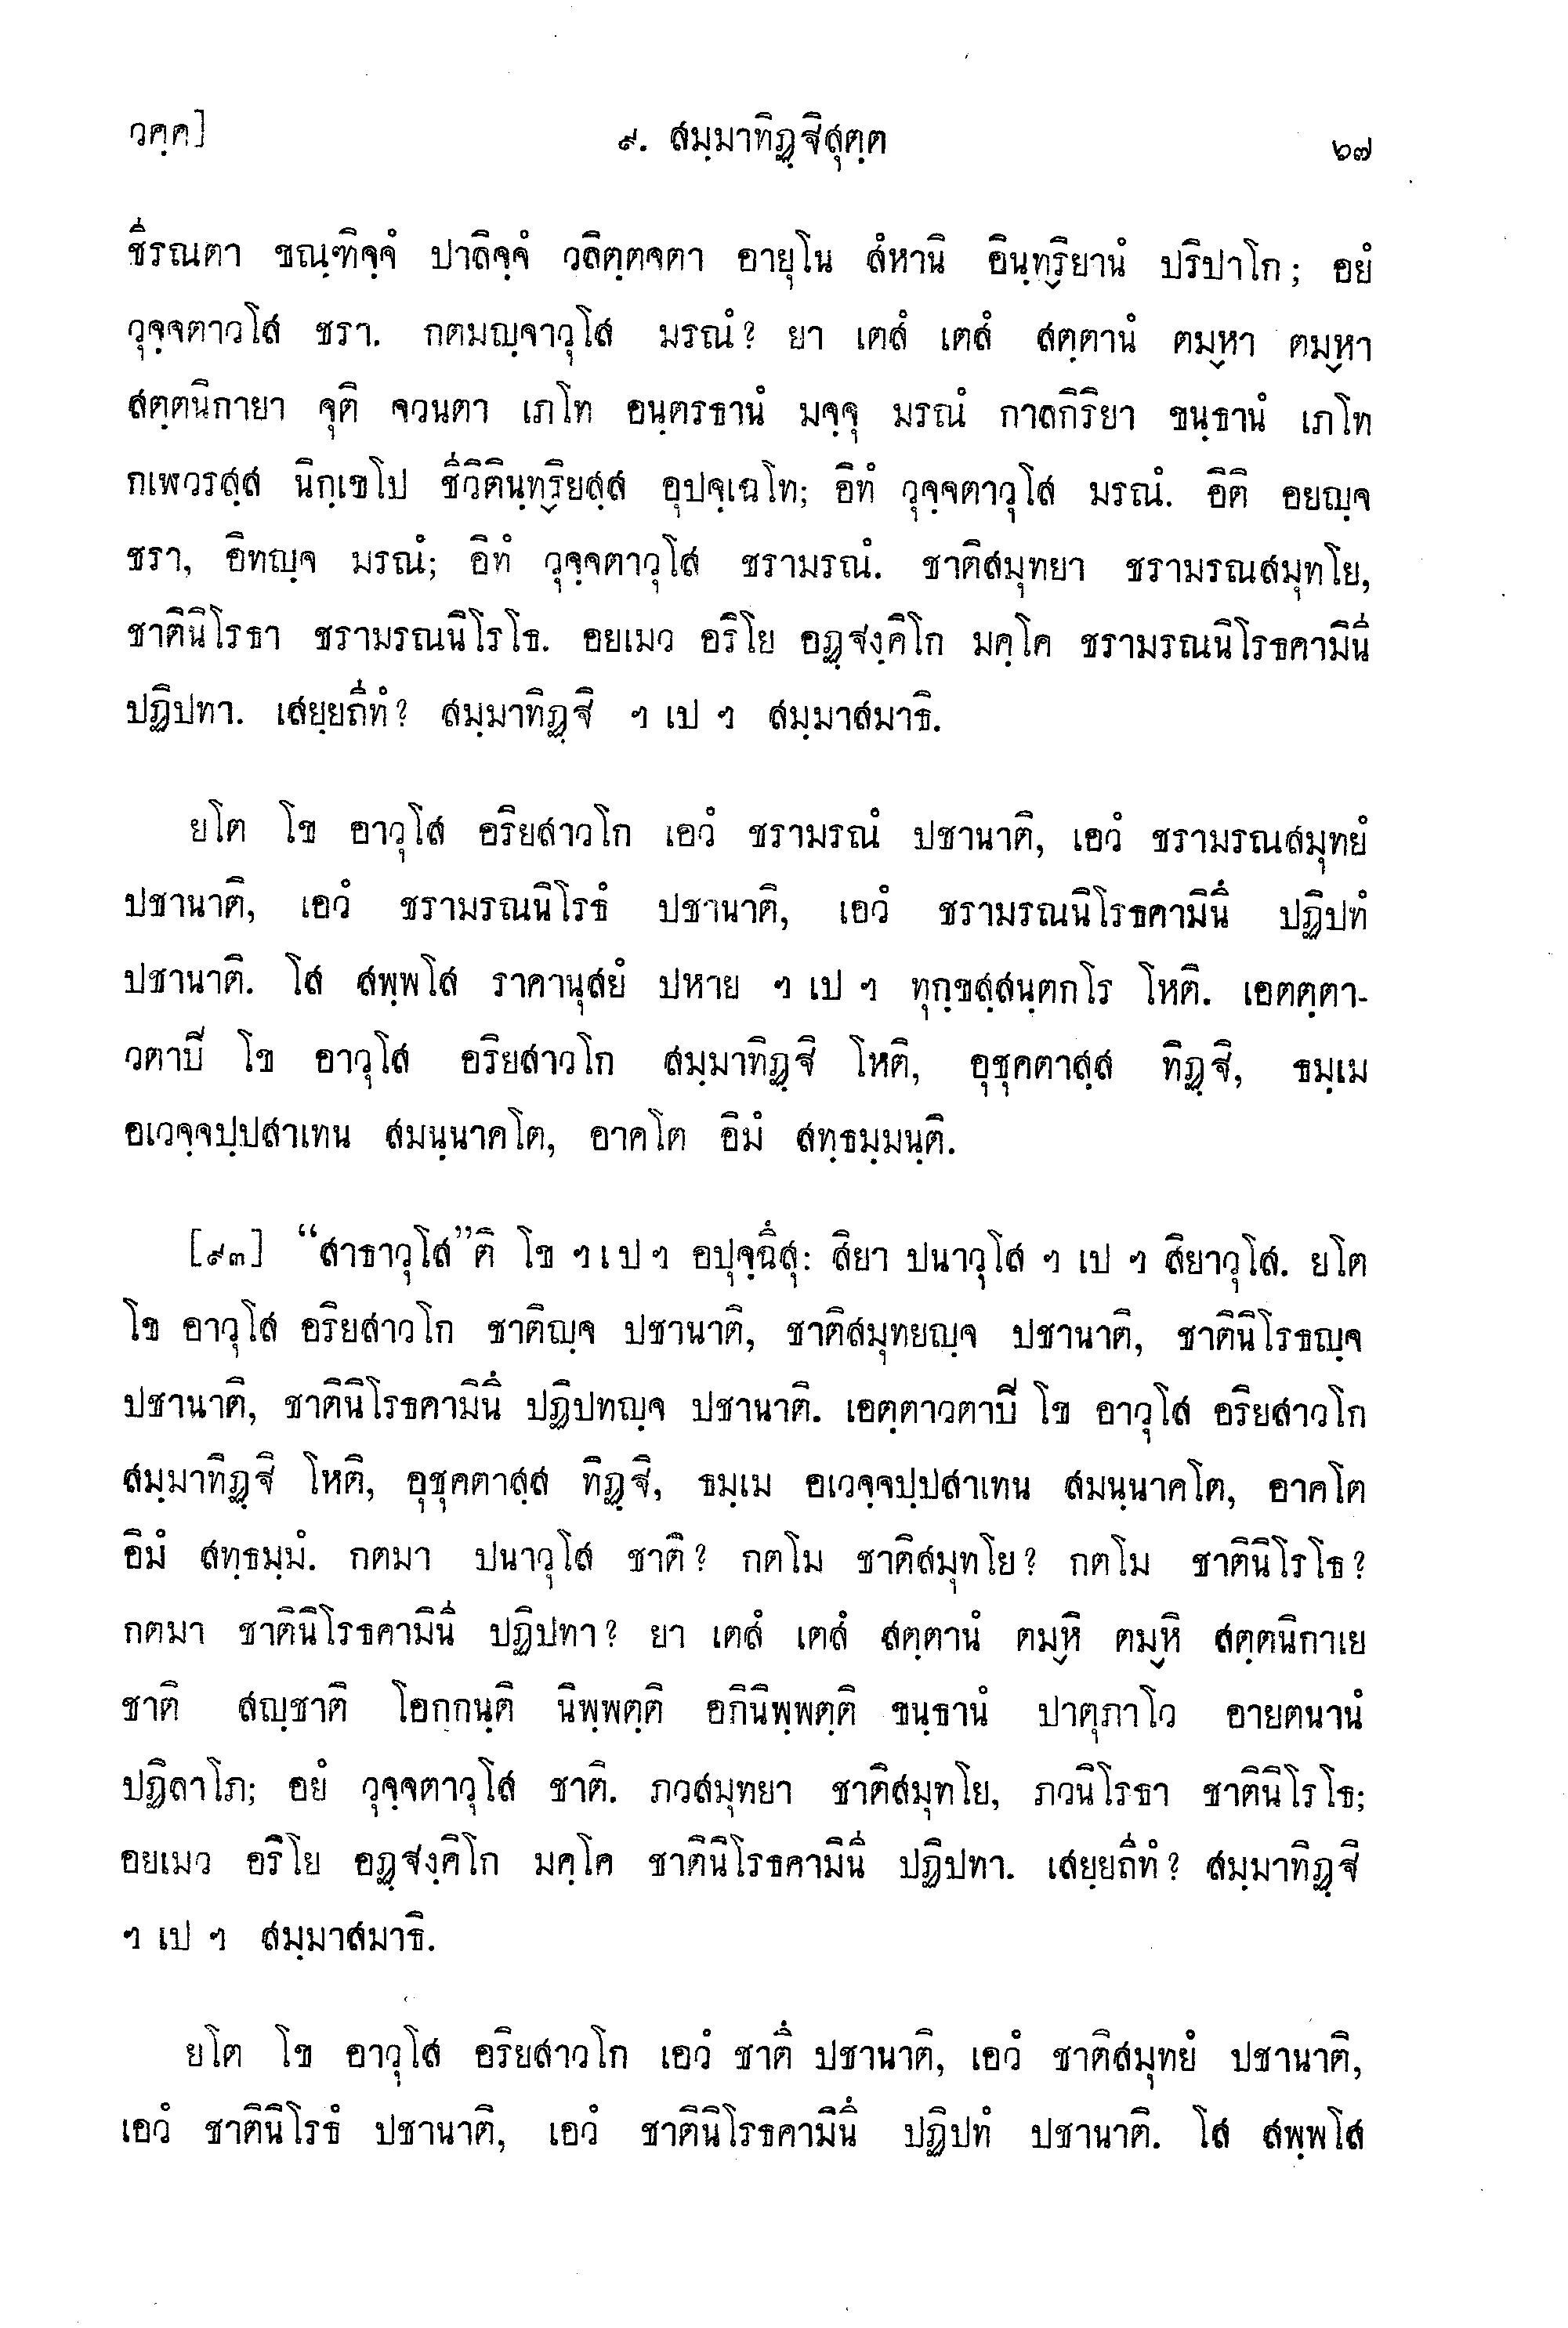 วคฺค]
๙. สมฺมาทิฏฺฐิสุตฺต
๖๗
ชีรณตา ขณฺฑิจฺจํ ปาลิจฺจํ วลิตฺตจตา อายุโน สํหานิ อินฺทฺริยานํ ปริปาโก; อยํ
วุจฺจตาวโส ชรา. กตมญฺจาวุโส มรณํ? ยา เตสํ เตสํ สตฺตานํ ตมฺหา ตมฺหา
สตฺตนิกายา จุติ จวนตา เภโท อนฺตรธานํ มจฺจุ มรณํ กาลกิริยา ขนฺธานํ เภโท
กเฬวรสฺส นิกฺเขโป ชีวิตินฺทฺริยสฺส อุปจฺเฉโท; อิทํ วุจฺจตาวุโส มรณํ. อิติ อยญฺจ
ชรา, อิทญฺจ มรณํ; อิทํ วุจฺจตาวุโส ชรามรณํ. ชาติสมุทยา ชรามรณสมุทโย,
ชาตินิโรธา ชรามรณนิโรโธ. อยเมว อริโย อฏฺฐงฺคิโก มคฺโค ชรามรณนิโรธคามินี
ปฏิปทา. เสยฺยถีทํ? สมฺมาทิฏฺฐิ ฯ เป ฯ สมฺมาสมาธิ.
ยโต โข อาวุโส อริยสาวโก เอวํ ชรามรณํ ปชานาติ, เอวํ ชรามรณสมุทยํ
ปชานาติ, เอวํ ชรามรณนิโรธํ ปชานาติ, เอวํ ชรามรณนิโรธคามินึ ปฏิปทํ
ปชานาติ. โส สพฺพโส ราคานุสยํ ปหาย ฯ เป ฯ ทุกฺขสฺสนฺตกโร โหติ. เอตตฺตา-
วตาปิ โข อาวุโส อริยสาวโก สมฺมาทิฏฺฐิ โหติ, อุชุคตาสฺส ทิฏฺฐิ, ธมฺเม
อเวจฺจปฺปสาเทน สมนฺนาคโต, อาคโต อิมํ สทฺธมฺมนฺติ.
[๙๓] “สาธาวุโส”ติ โข ฯ เป ฯ อปุจฺฉึสุ: สิยา ปนาวุโส ฯ เป ฯ สิยาวุโส. ยโต
โข อาวุโส อริยสาวโก ชาติญฺจ ปชานาติ, ชาติสมุทยญฺจ ปชานาติ, ชาตินิโรธญฺจ
ปชานาติ, ชาตินิโรธคามินึ ปฏิปทญฺจ ปชานาติ. เอตฺตาวตาปิ โข อาวุโส อริยสาวโก
สมฺมาทิฏฺฐิ โหติ, อุชุคตาสฺส ทิฏฺฐิ, ธมฺเม อเวจฺจปฺปสาเทน สมนฺนาคโต, อาคโต
อิมํ สทฺธมฺมํ. กตมา ปนาวุโส ชาติ? กตโม ชาติสมุทโย? กตโม ชาตินิโรโธ?
กตมา ชาตินิโรธคามินี ปฏิปทา? ยา เตสํ เตสํ สตฺตานํ ตมฺหิ ตมฺหิ สตฺตนิกาเย
ชาติ สญฺชาติ โอกฺกนฺติ นิพฺพตฺติ อภินิพฺพตฺติ ขนฺธานํ ปาตุภาโว อายตนานํ
ปฏิลาโภ; อยํ วุจฺจตาวุโส ชาติ. ภวสมุทยา ชาติสมุทโย, ภวนิโรธา ชาตินิโรโธ;
อยเมว อริโย อฏฺฐงฺคิโก มคฺโค ชาตินิโรธคามินี ปฏิปทา. เสยฺยถีทํ? สมฺมาทิฏฺฐิ
ฯ เป ฯ สมฺมาสมาธิ.
ยโต โข อาวุโส อริยสาวโก เอวํ ชาตึ ปชานาติ, เอวํ ชาติสมุทยํ ปชานาติ,
เอวํ ชาตินิโรธํ ปชานาติ, เอวํ ชาตินิโรธคามินึ ปฏิปทํ ปชานาติ. โส สพฺพโส